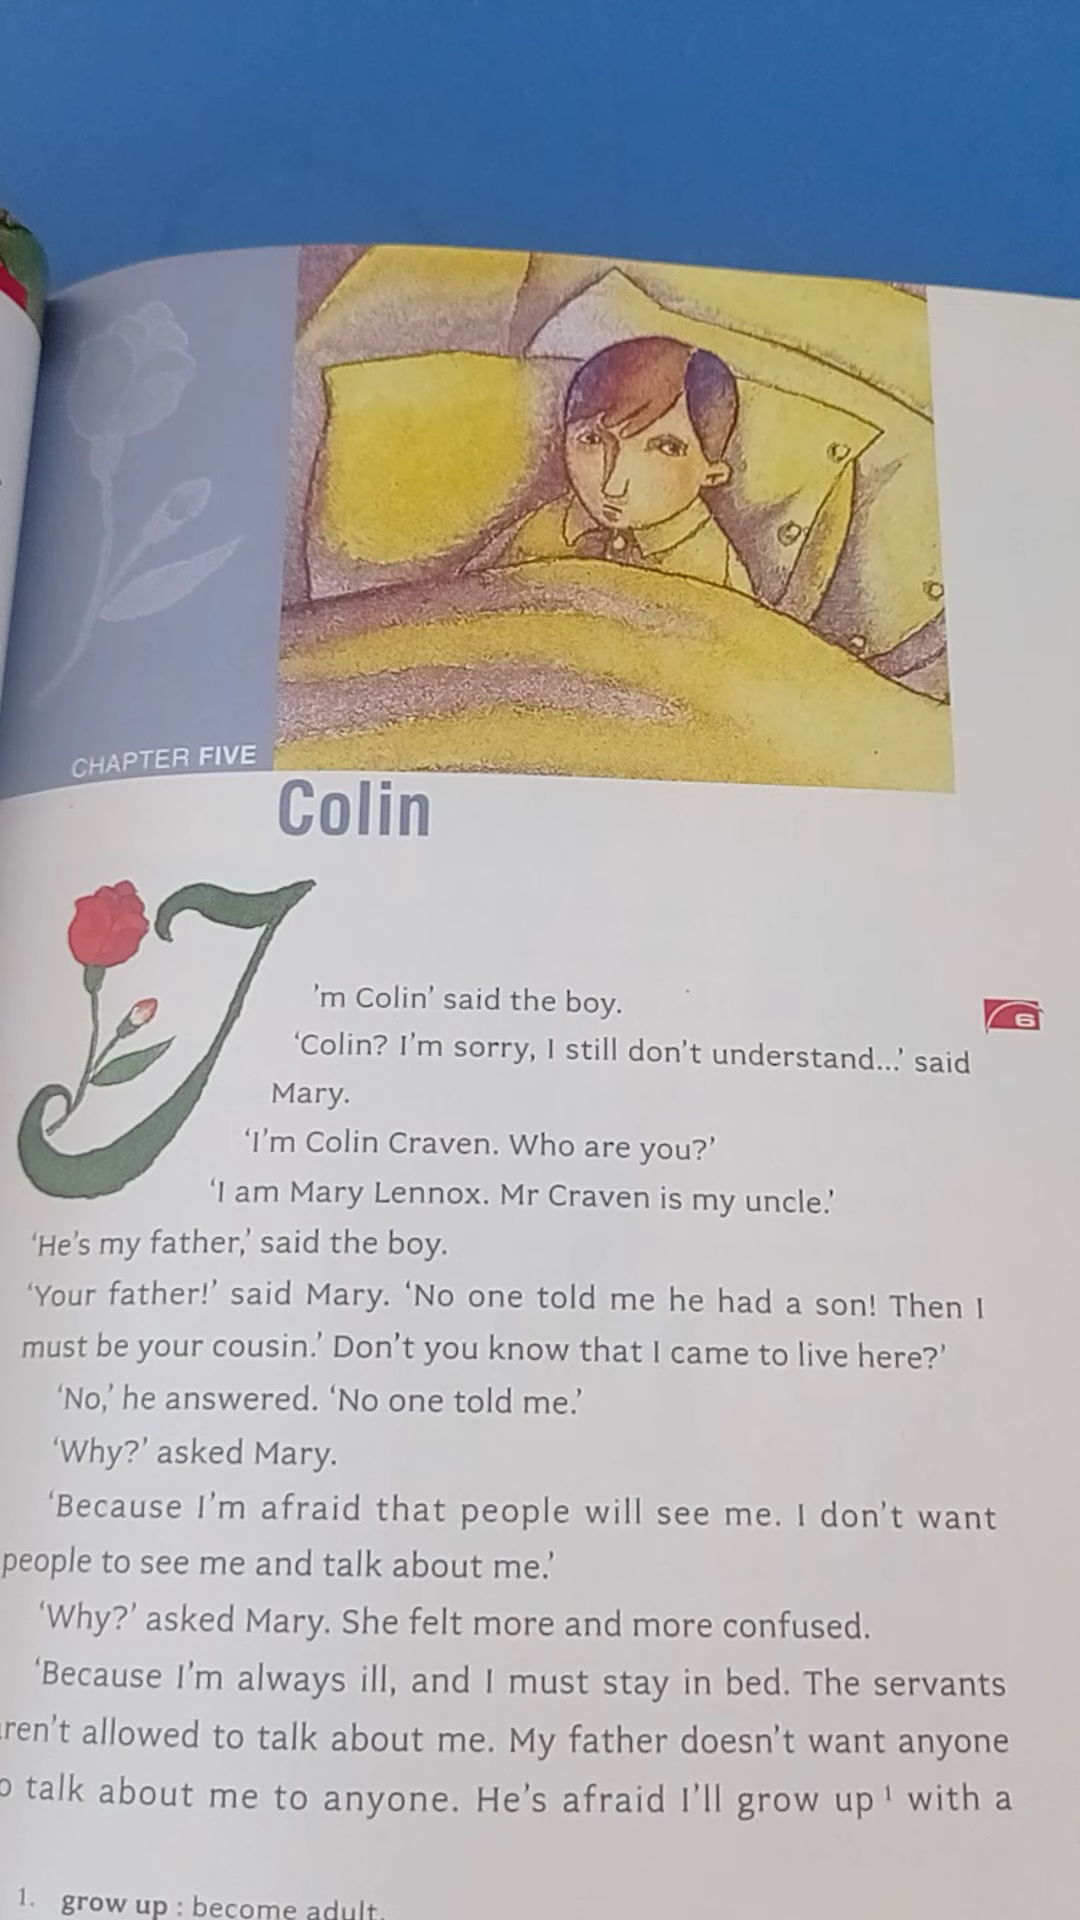 CHAPTER FIVE
Colin
I'm Colin' said the boy.
6
'Colin? I'm sorry, I still don't understand...' said
Mary.
'I'm Colin Craven. Who are you?'
'I am Mary Lennox. Mr Craven is my uncle.'
'He's my father,' said the boy.
'Your father!' said Mary. 'No one told me he had a son! Then I
must be your cousin.' Don't you know that I came to live here?'
'No,' he answered. 'No one told me.'
'Why?' asked Mary.
'Because I'm afraid that people will see me. I don't want
people to see me and talk about me.'
'Why?' asked Mary. She felt more and more confused.
'Because I'm always ill, and I must stay in bed. The servants
ren't allowed to talk about me. My father doesn't want anyone
o talk about me to anyone. He's afraid I'll grow up 1 with a
1. grow up : become adult.